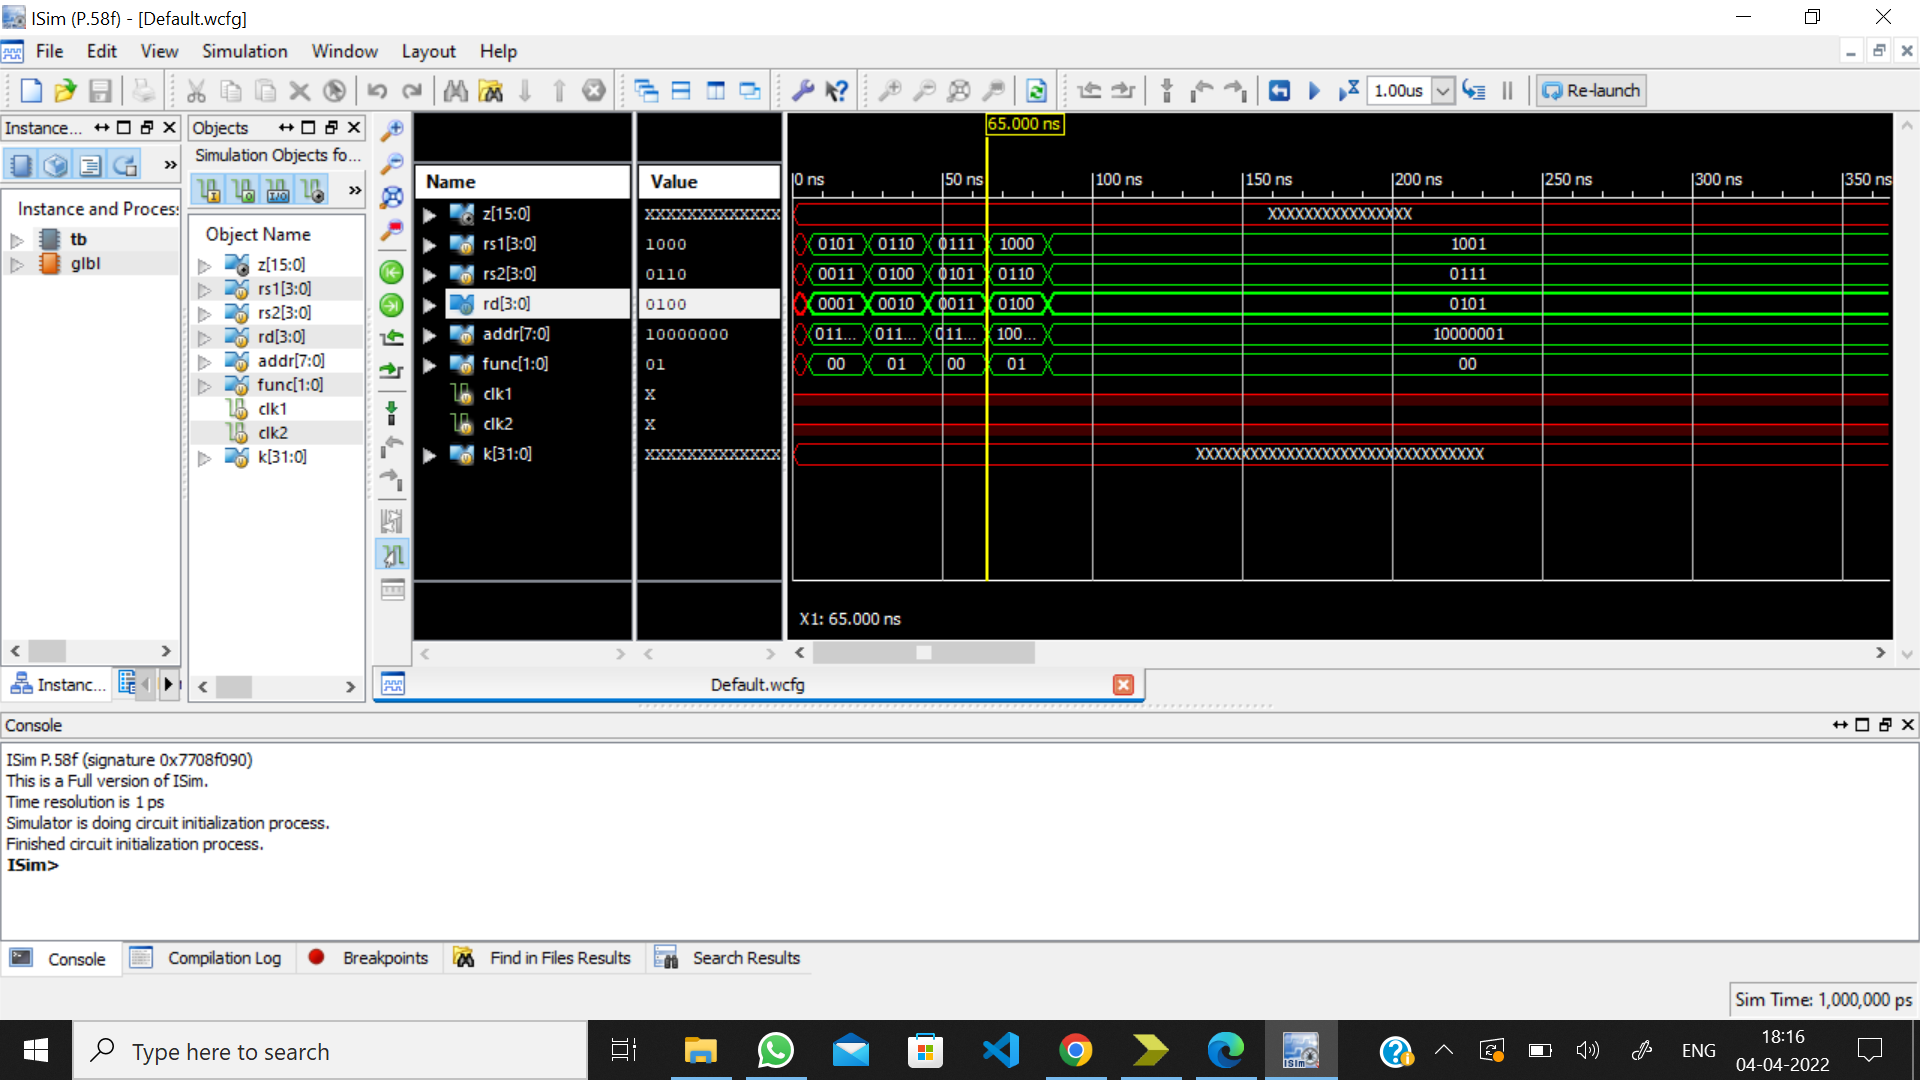 ISim (P.58f) - [Default.wcfg]
File Edit View Simulation Window Layout Help
1.00us Re-launch
Instance... Objects
Simulation Objects fo...
Instance and Process
tb
glbl
Object Name
z[15:0]
rs1[3:0]
rs2[3:0]
rd[3:0]
addr[7:0]
func[1:0]
clk1
clk2
k[31:0]
65.000 ns
Name Value 0 ns 50 ns 100 ns 150 ns 200 ns 250 ns 300 ns 350 ns
z[15:0] XXXXXXXXXXXXX XXXXXXXXXXXXXXXX
rs1[3:0] 1000 0101 0110 0111 1000 1001
rs2[3:0] 0110 0011 0100 0101 0110 0111
rd[3:0] 0100 0001 0010 0011 0100 0101
addr[7:0] 10000000 011... 011... 011... 100... 10000001
func[1:0] 01 00 01 00 01 00
clk1 X
clk2 X
k[31:0] XXXXXXXXXXXXX XXXXXXXXXXXXXXXXXXXXXXXXXXXXXXXX
X1: 65.000 ns
Instanc...
Default.wcfg
Console
ISim P.58f (signature 0x7708f090)
This is a Full version of ISim.
Time resolution is 1 ps
Simulator is doing circuit initialization process.
Finished circuit initialization process.
ISim>
Console Compilation Log Breakpoints Find in Files Results Search Results
Sim Time: 1,000,000 ps
Type here to search
ENG
18:16
04-04-2022